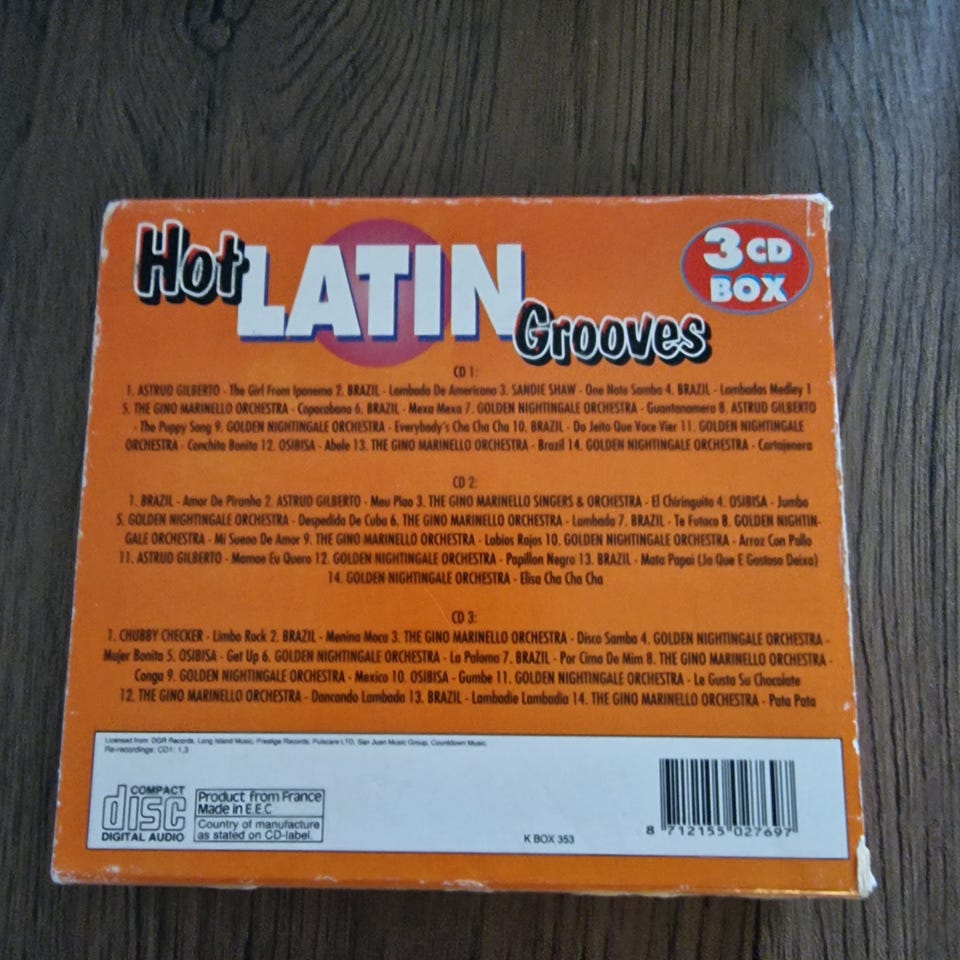 Hot LATIN Grooves
3 CD
BOX
CD 1:
1. ASTRUD GILBERTO - The Girl From Ipanema 2. BRAZIL - Lambada De Americana 3. SANDIE SHAW - One Note Samba 4. BRAZIL - Lambadas Medley 1
5. THE GINO MARINELLO ORCHESTRA - Copacabana 6. BRAZIL - Mexa Mexa 7. GOLDEN NIGHTINGALE ORCHESTRA - Guantanamera 8. ASTRUD GILBERTO
- The Puppy Song 9. GOLDEN NIGHTINGALE ORCHESTRA - Everybody's Cha Cha Cha 10. BRAZIL - Do Jeito Que Voce Vier 11. GOLDEN NIGHTINGALE
ORCHESTRA - Conchita Bonita 12. OSIBISA - Abele 13. THE GINO MARINELLO ORCHESTRA - Brazil 14. GOLDEN NIGHTINGALE ORCHESTRA - Cartajenera
CD 2:
1. BRAZIL - Amor De Piranha 2. ASTRUD GILBERTO - Meu Piao 3. THE GINO MARINELLO SINGERS & ORCHESTRA - El Chiringuito 4. OSIBISA - Jumbo
5. GOLDEN NIGHTINGALE ORCHESTRA - Despedida De Cuba 6. THE GINO MARINELLO ORCHESTRA - Lambada 7. BRAZIL - Te Futaco 8. GOLDEN NIGHTIN-
GALE ORCHESTRA - Mi Sueno De Amor 9. THE GINO MARINELLO ORCHESTRA - Labios Rojos 10. GOLDEN NIGHTINGALE ORCHESTRA - Arroz Con Pollo
11. ASTRUD GILBERTO - Mamae Eu Quero 12. GOLDEN NIGHTINGALE ORCHESTRA - Papillon Negro 13. BRAZIL - Mata Papai (Ja Que E Gostoso Deixa)
14. GOLDEN NIGHTINGALE ORCHESTRA - Elisa Cha Cha Cha
CD 3:
1. CHUBBY CHECKER - Limbo Rock 2. BRAZIL - Menina Moca 3. THE GINO MARINELLO ORCHESTRA - Disco Samba 4. GOLDEN NIGHTINGALE ORCHESTRA -
Mujer Bonita 5. OSIBISA - Get Up 6. GOLDEN NIGHTINGALE ORCHESTRA - La Paloma 7. BRAZIL - Por Cima De Mim 8. THE GINO MARINELLO ORCHESTRA -
Conga 9. GOLDEN NIGHTINGALE ORCHESTRA - Mexico 10. OSIBISA - Gumbe 11. GOLDEN NIGHTINGALE ORCHESTRA - Le Gusta Su Chocolate
12. THE GINO MARINELLO ORCHESTRA - Dancando Lambada 13. BRAZIL - Lambadie Lambadia 14. THE GINO MARINELLO ORCHESTRA - Pata Pata
Licensed from: DGR Records, Long Island Music, Prestige Records, Pulscare LTD, San Juan Music Group, Countdown Music.
Re-recordings: CD1: 1,3
COMPACT
disc
DIGITAL AUDIO
Product from France
Made in E.E.C
Country of manufacture
as stated on CD-label.
K BOX 353
8 712155 027697